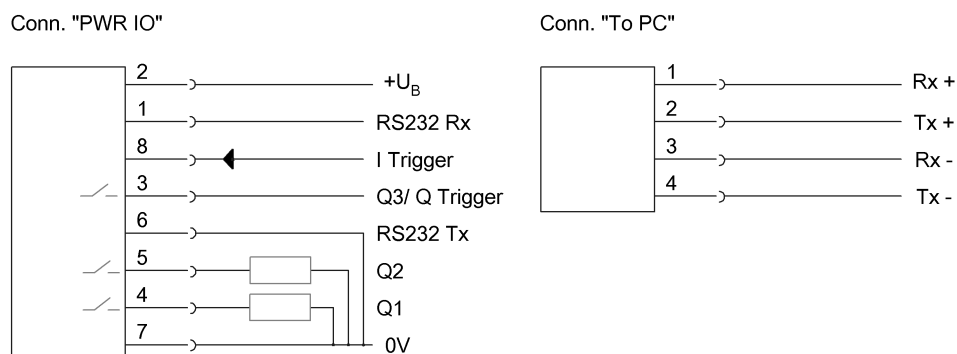 Conn. "PWR IO"
2 +UB
1 RS232 Rx
8 I Trigger
3 Q3/ Q Trigger
6 RS232 Tx
5 Q2
4 Q1
7 0V
Conn. "To PC"
1 Rx +
2 Tx +
3 Rx -
4 Tx -